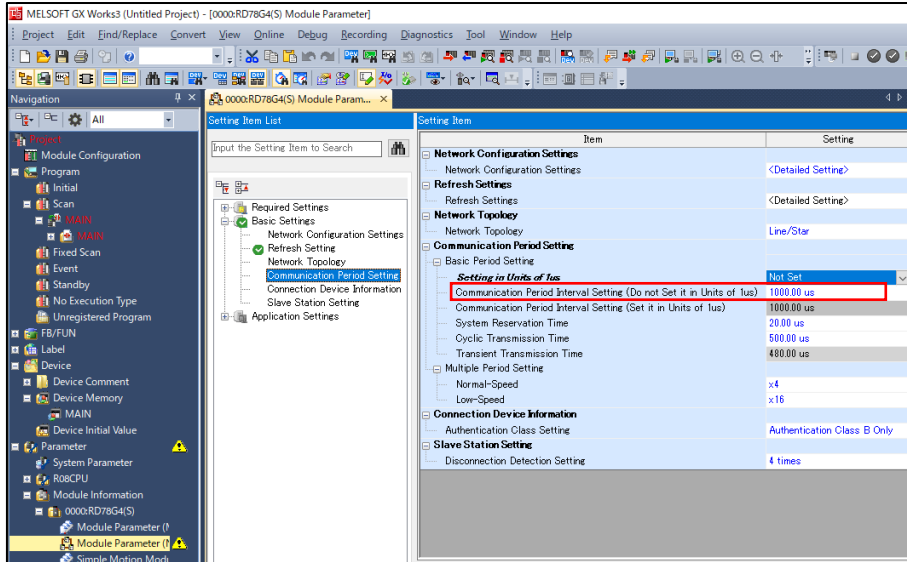 MELSOFT GX Works3 (Untitled Project) - [0000:RD78G4(S) Module Parameter]
Project Edit Find/Replace Convert View Online Debug Recording Diagnostics Tool Window Help
Navigation
All
Project
Module Configuration
Program
Initial
Scan
MAIN
MAIN
Fixed Scan
Event
Standby
No Execution Type
Unregistered Program
FB/FUN
Label
Device
Device Comment
Device Memory
MAIN
Device Initial Value
Parameter
System Parameter
R08CPU
Module Information
0000:RD78G4(S)
Module Parameter (
Module Parameter (
Simple Motion Modu
0000:RD78G4(S) Module Param...
Setting Item List
Input the Setting Item to Search
Required Settings
Basic Settings
Network Configuration Settings
Refresh Setting
Network Topology
Communication Period Setting
Connection Device Information
Slave Station Setting
Application Settings
Setting Item
Item Setting
Network Configuration Settings
Network Configuration Settings <Detailed Setting>
Refresh Settings
Refresh Settings <Detailed Setting>
Network Topology
Network Topology Line/Star
Communication Period Setting
Basic Period Setting
Setting in Units of 1us Not Set
Communication Period Interval Setting (Do not Set it in Units of 1us) 1000.00 us
Communication Period Interval Setting (Set it in Units of 1us) 1000.00 us
System Reservation Time 20.00 us
Cyclic Transmission Time 500.00 us
Transient Transmission Time 480.00 us
Multiple Period Setting
Normal-Speed x4
Low-Speed x16
Connection Device Information
Authentication Class Setting Authentication Class B Only
Slave Station Setting
Disconnection Detection Setting 4 times